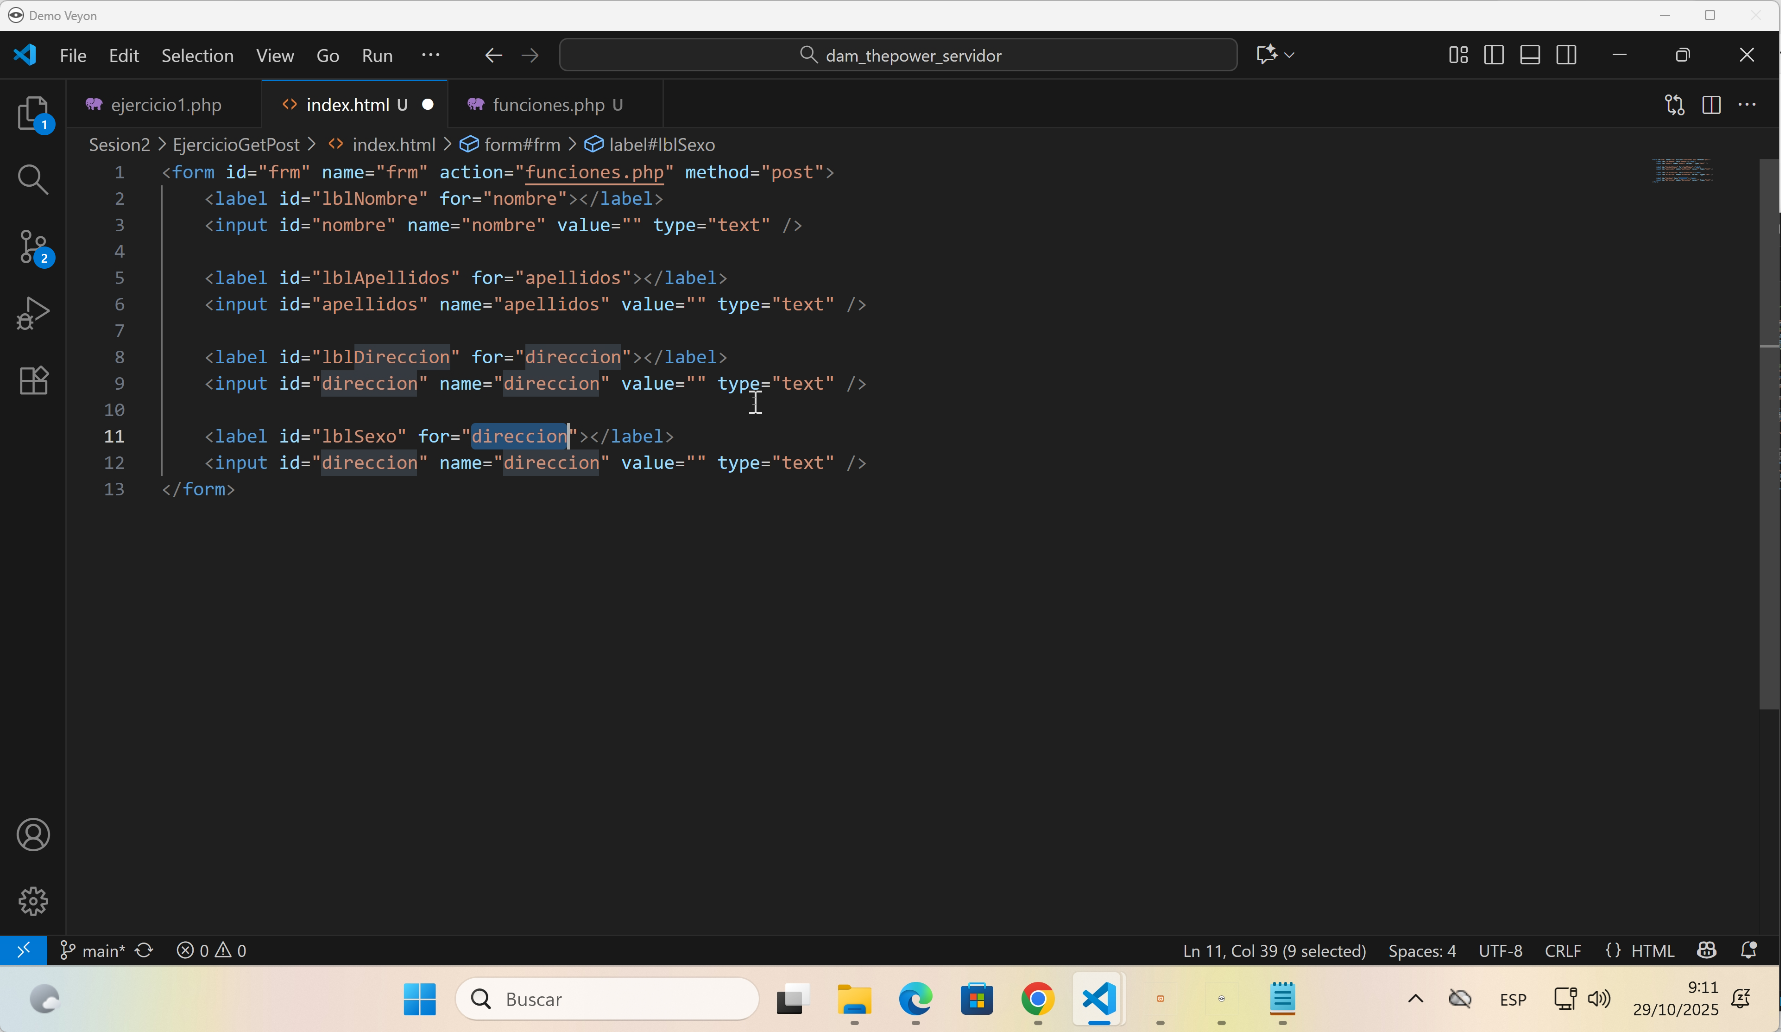 Demo Veyon
File Edit Selection View Go Run ··· dam_thepower_servidor
ejercicio1.php index.html U funciones.php U
Sesion2 > EjercicioGetPost > index.html > form#frm > label#lblSexo
1 <form id="frm" name="frm" action="funciones.php" method="post">
2 <label id="lblNombre" for="nombre"></label>
3 <input id="nombre" name="nombre" value="" type="text" />
4
5 <label id="lblApellidos" for="apellidos"></label>
6 <input id="apellidos" name="apellidos" value="" type="text" />
7
8 <label id="lblDireccion" for="direccion"></label>
9 <input id="direccion" name="direccion" value="" type="text" />
10
11 <label id="lblSexo" for="direccion"></label>
12 <input id="direccion" name="direccion" value="" type="text" />
13 </form>
1
2
main* 0 0 Ln 11, Col 39 (9 selected) Spaces: 4 UTF-8 CRLF {} HTML
Buscar ESP 9:11
29/10/2025